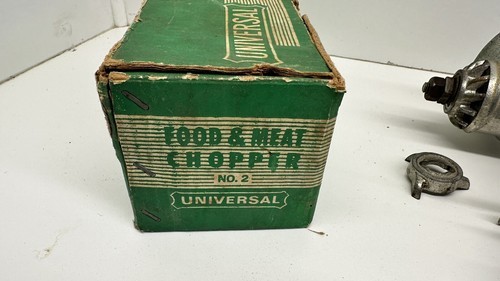 UNIVERSAL
FOOD & MEAT
CHOPPER
NO. 2
UNIVERSAL